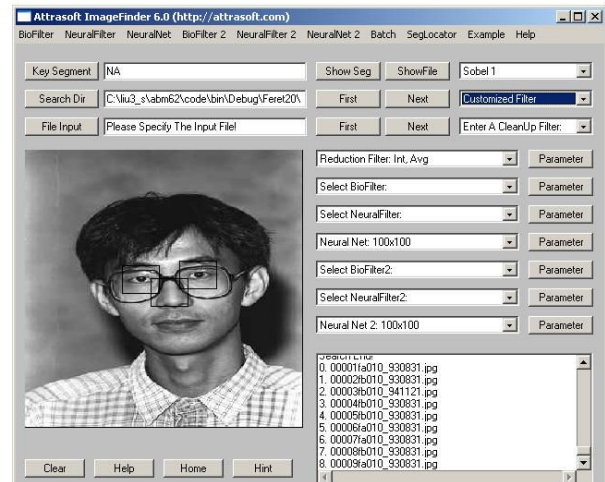 Attrasoft ImageFinder 6.0 (http://attrasoft.com)
BioFilter NeuralFilter NeuralNet BioFilter 2 NeuralFilter 2 NeuralNet 2 Batch SegLocator Example Help
Key Segment NA Show Seg ShowFile Sobel 1
Search Dir C:\liu3_s\abm62\code\bin\Debug\Feret20\ First Next Customized Filter
File Input Please Specify The Input File! First Next Enter A CleanUp Filter:
Reduction Filter: Int, Avg Parameter
Select BioFilter: Parameter
Select NeuralFilter: Parameter
Neural Net: 100x100 Parameter
Select BioFilter2: Parameter
Select NeuralFilter2: Parameter
Neural Net 2: 100x100 Parameter
Search End!
0. 00001fa010_930831.jpg
1. 00002fb010_930831.jpg
2. 00003fb010_941121.jpg
3. 00004fb010_930831.jpg
4. 00005fb010_930831.jpg
5. 00006fa010_930831.jpg
6. 00007fa010_930831.jpg
7. 00008fb010_930831.jpg
8. 00009fa010_930831.jpg
Clear Help Home Hint